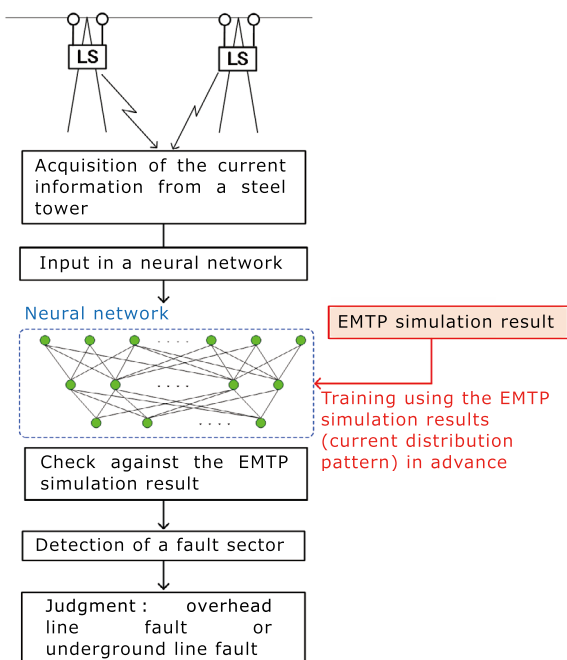 LS
LS
Acquisition of the current
information from a steel
tower
Input in a neural network
Neural network
EMTP simulation result
. . . .
. . . .
. . . .
Training using the EMTP
simulation results
(current distribution
pattern) in advance
Check against the EMTP
simulation result
Detection of a fault sector
Judgment : overhead
line fault or
underground line fault